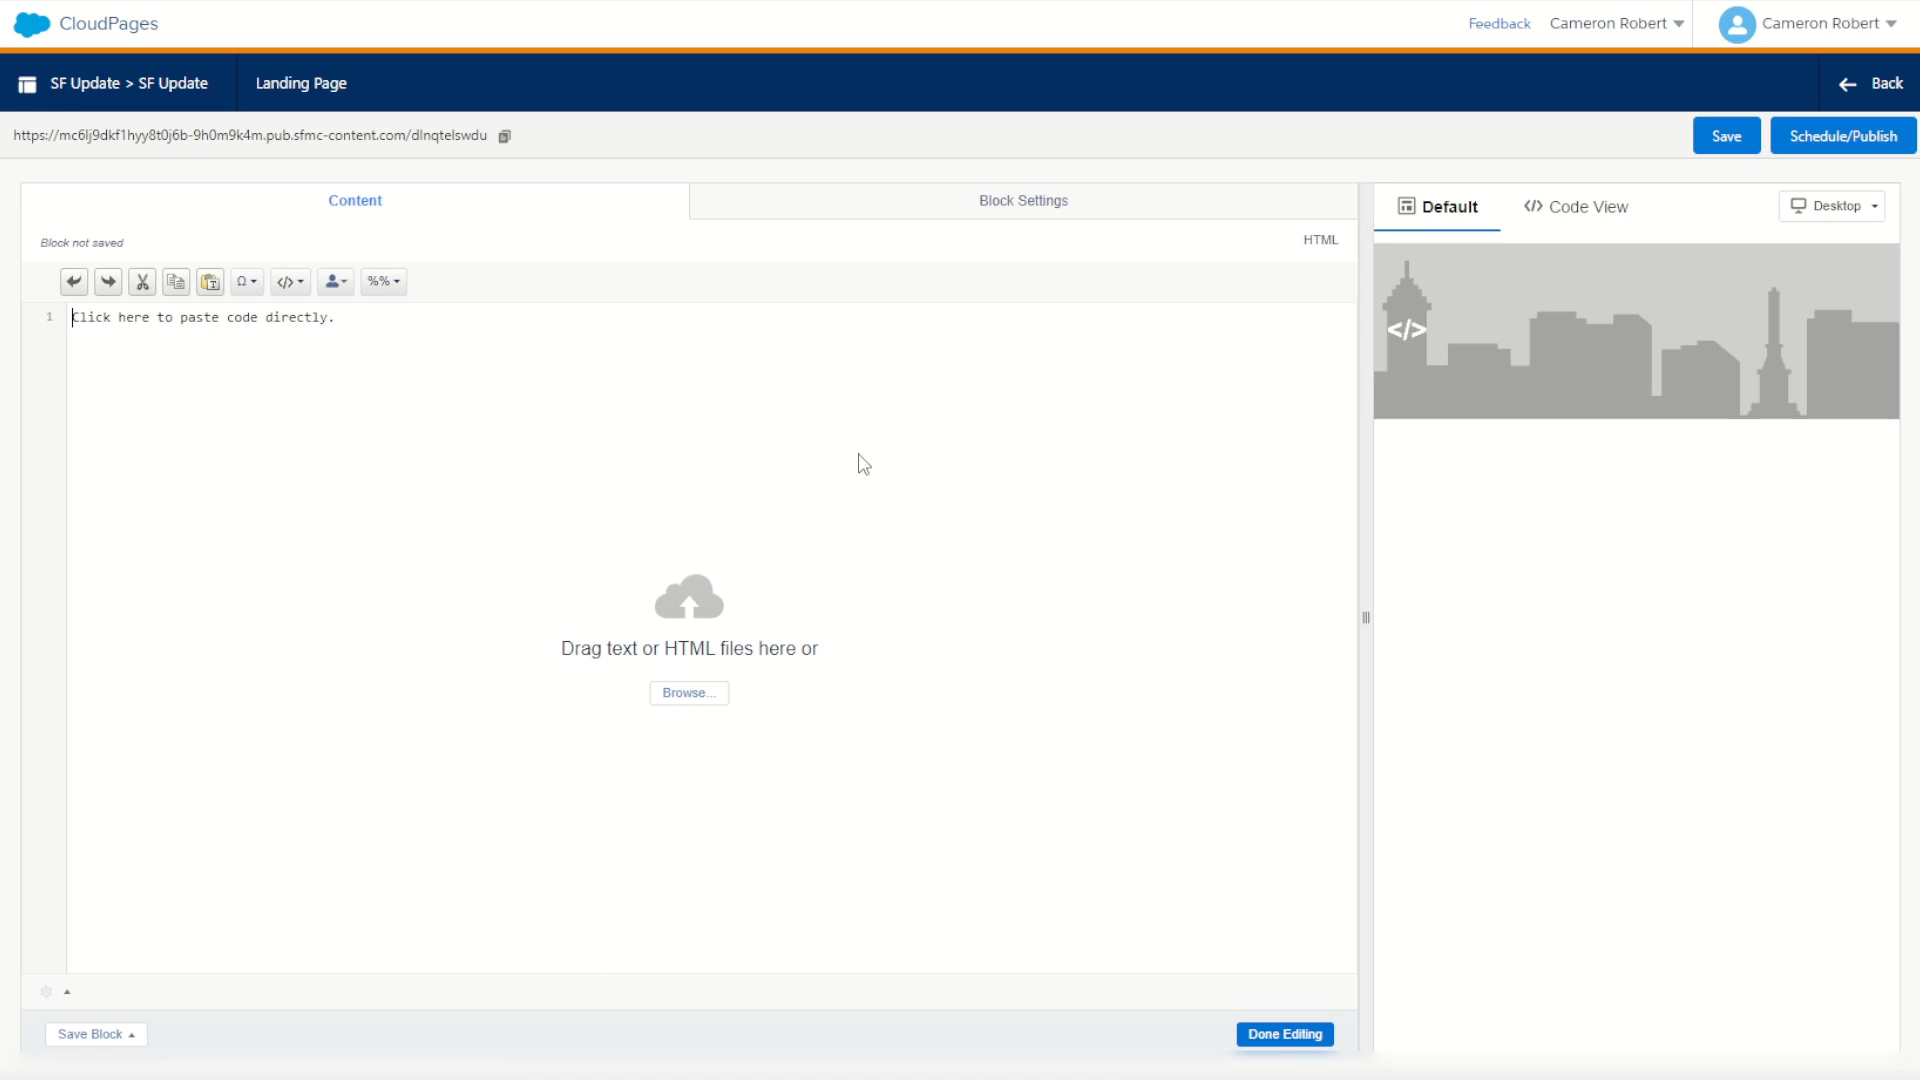 CloudPages
Feedback Cameron Robert Cameron Robert
SF Update > SF Update Landing Page Back
https://mc6lj9dkf1hyy8t0j6b-9h0m9k4m.pub.sfmc-content.com/dlnqtelswdu Save Schedule/Publish
Content Block Settings
Default </> Code View Desktop
Block not saved HTML
Ω </> %%
1 Click here to paste code directly.
</>
Drag text or HTML files here or
Browse...
Save Block Done Editing